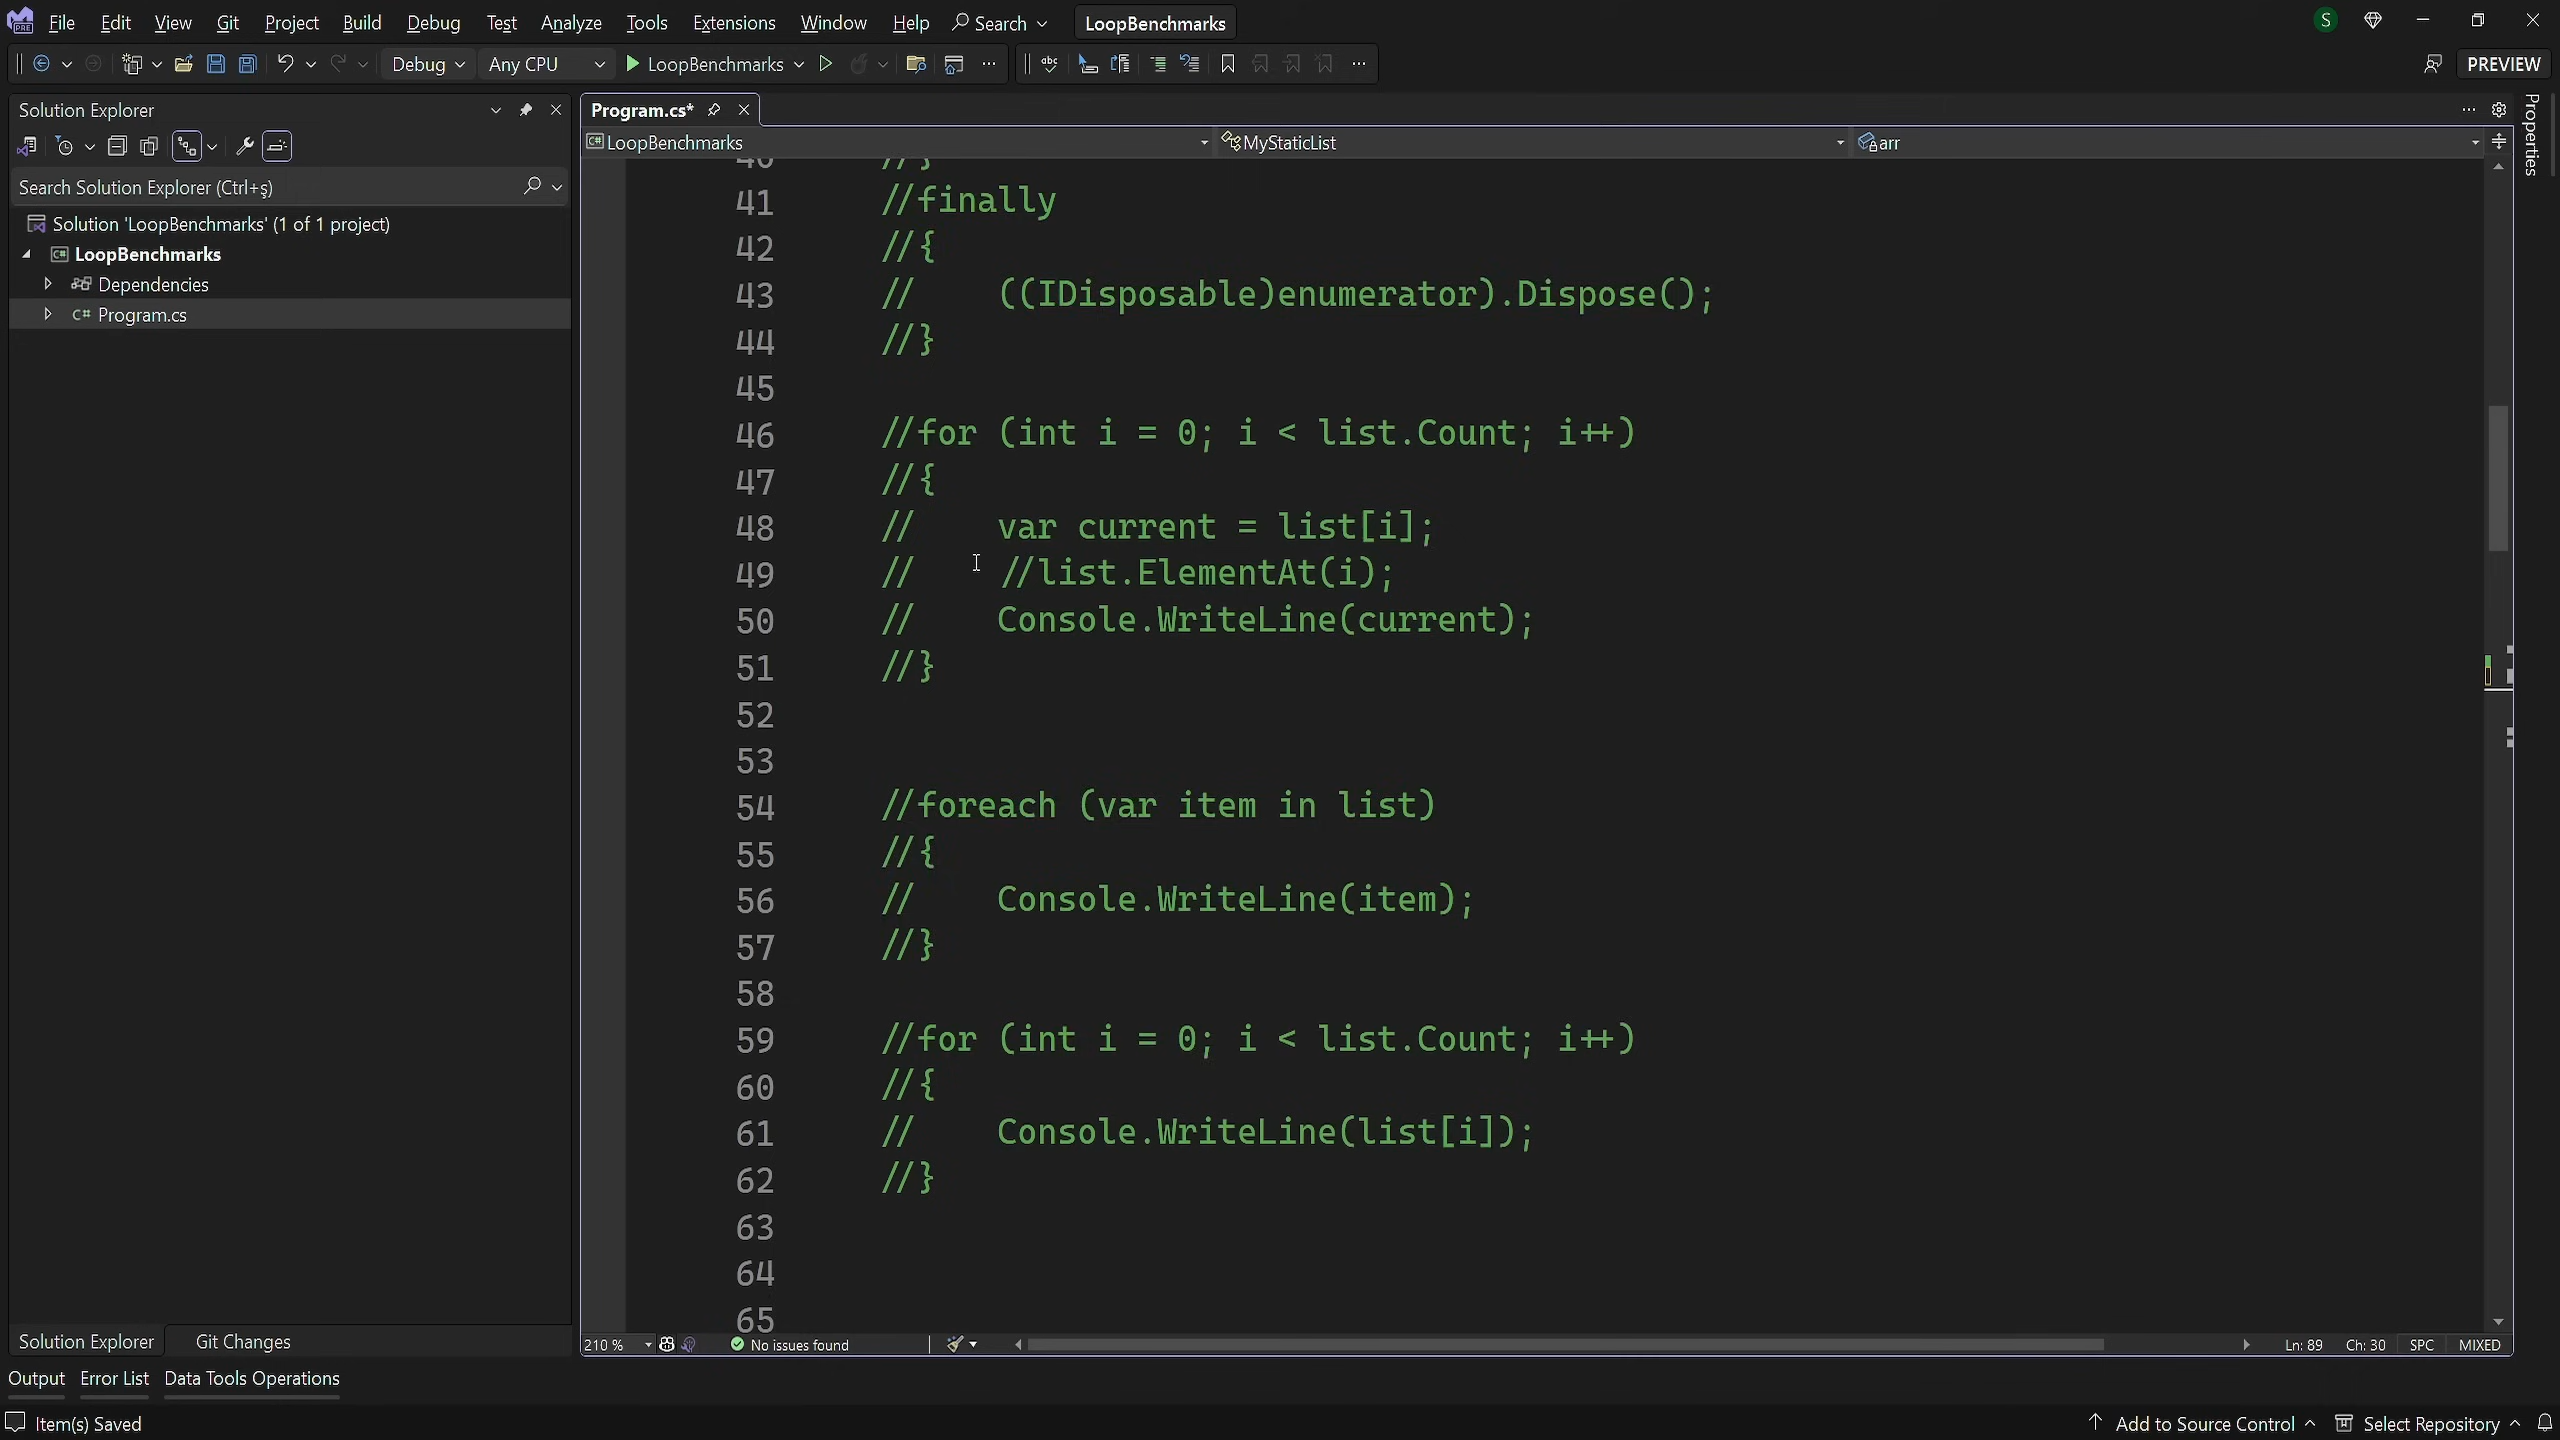 File Edit View Git Project Build Debug Test Analyze Tools Extensions Window Help Search LoopBenchmarks S
Debug Any CPU LoopBenchmarks abc PREVIEW
Solution Explorer
Search Solution Explorer (Ctrl+ş)
Solution 'LoopBenchmarks' (1 of 1 project)
C# LoopBenchmarks
Dependencies
C# Program.cs
Program.cs*
C# LoopBenchmarks MyStaticList arr
Properties
40 //}
41 //finally
42 //{
43 //    ((IDisposable)enumerator).Dispose();
44 //}
45
46 //for (int i = 0; i < list.Count; i++)
47 //{
48 //    var current = list[i];
49 //    //list.ElementAt(i);
50 //    Console.WriteLine(current);
51 //}
52
53
54 //foreach (var item in list)
55 //{
56 //    Console.WriteLine(item);
57 //}
58
59 //for (int i = 0; i < list.Count; i++)
60 //{
61 //    Console.WriteLine(list[i]);
62 //}
63
64
65
210 % No issues found Ln: 89 Ch: 30 SPC MIXED
Solution Explorer Git Changes
Output Error List Data Tools Operations
Item(s) Saved Add to Source Control Select Repository